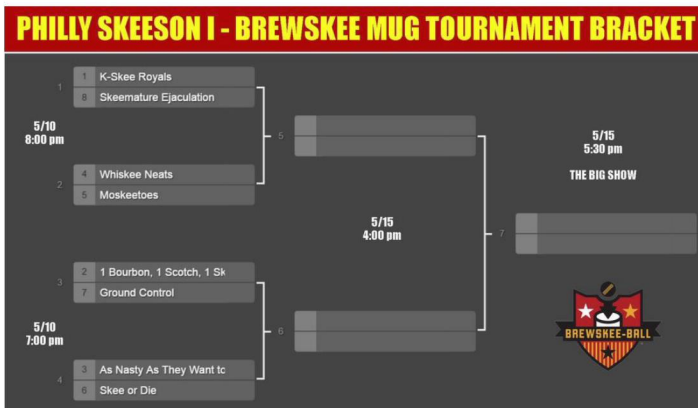 PHILLY SKEESON I - BREWSKEE MUG TOURNAMENT BRACKET
1
1 K-Skee Royals
8 Skeemature Ejaculation
5/10
8:00 pm
2
4 Whiskee Neats
5 Moskeetoes
5
5/15
5:30 pm
THE BIG SHOW
5/15
4:00 pm
7
3
2 1 Bourbon, 1 Scotch, 1 Sk
7 Ground Control
5/10
7:00 pm
6
4
3 As Nasty As They Want to
6 Skee or Die
BREWSKEE-BALL